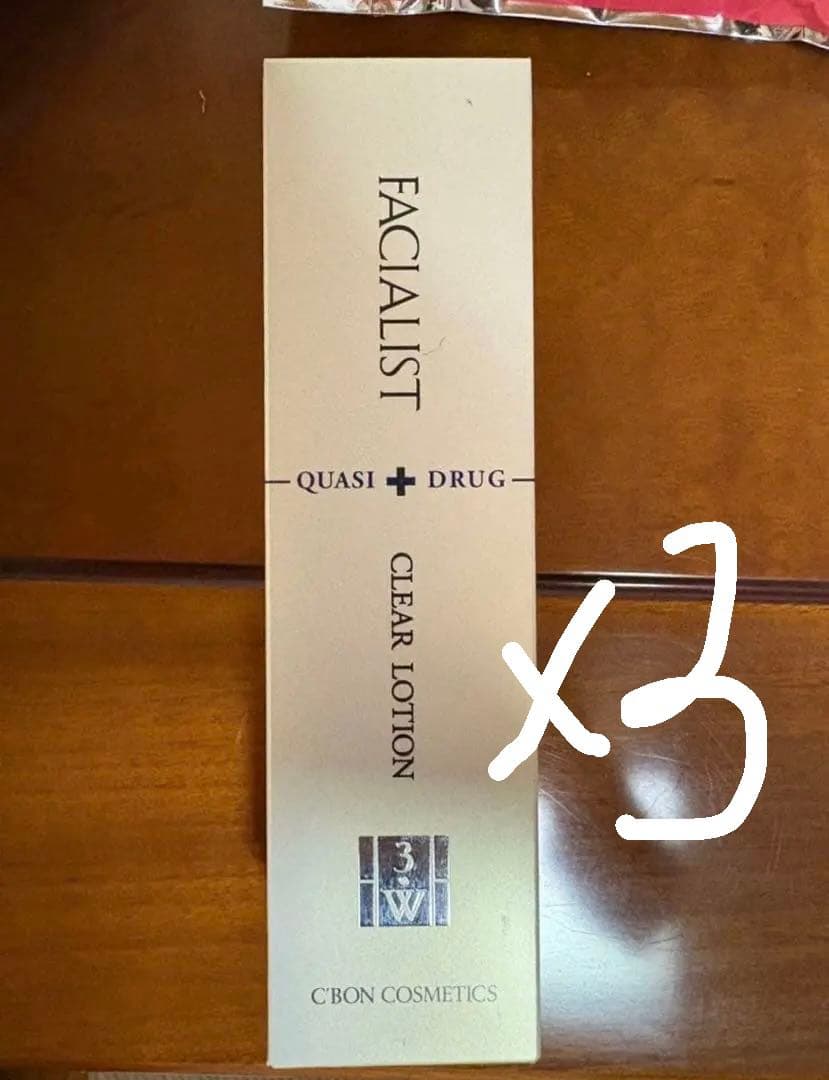 FACIALIST
QUASI + DRUG
CLEAR LOTION
x3
3
W
C'BON COSMETICS